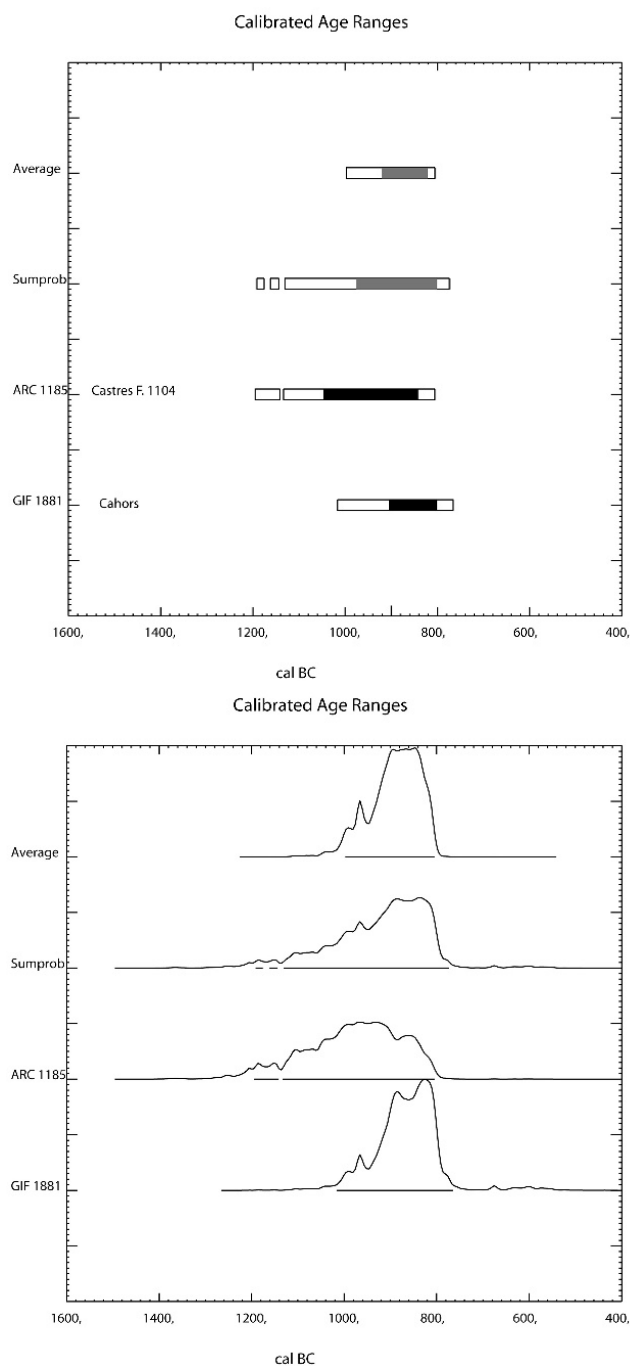 Calibrated Age Ranges
Average
Sumprob
ARC 1185 Castres F. 1104
GIF 1881 Cahors
1600, 1400, 1200, 1000, 800, 600, 400,
cal BC
Calibrated Age Ranges
Average
Sumprob
ARC 1185
GIF 1881
1600, 1400, 1200, 1000, 800, 600, 400,
cal BC